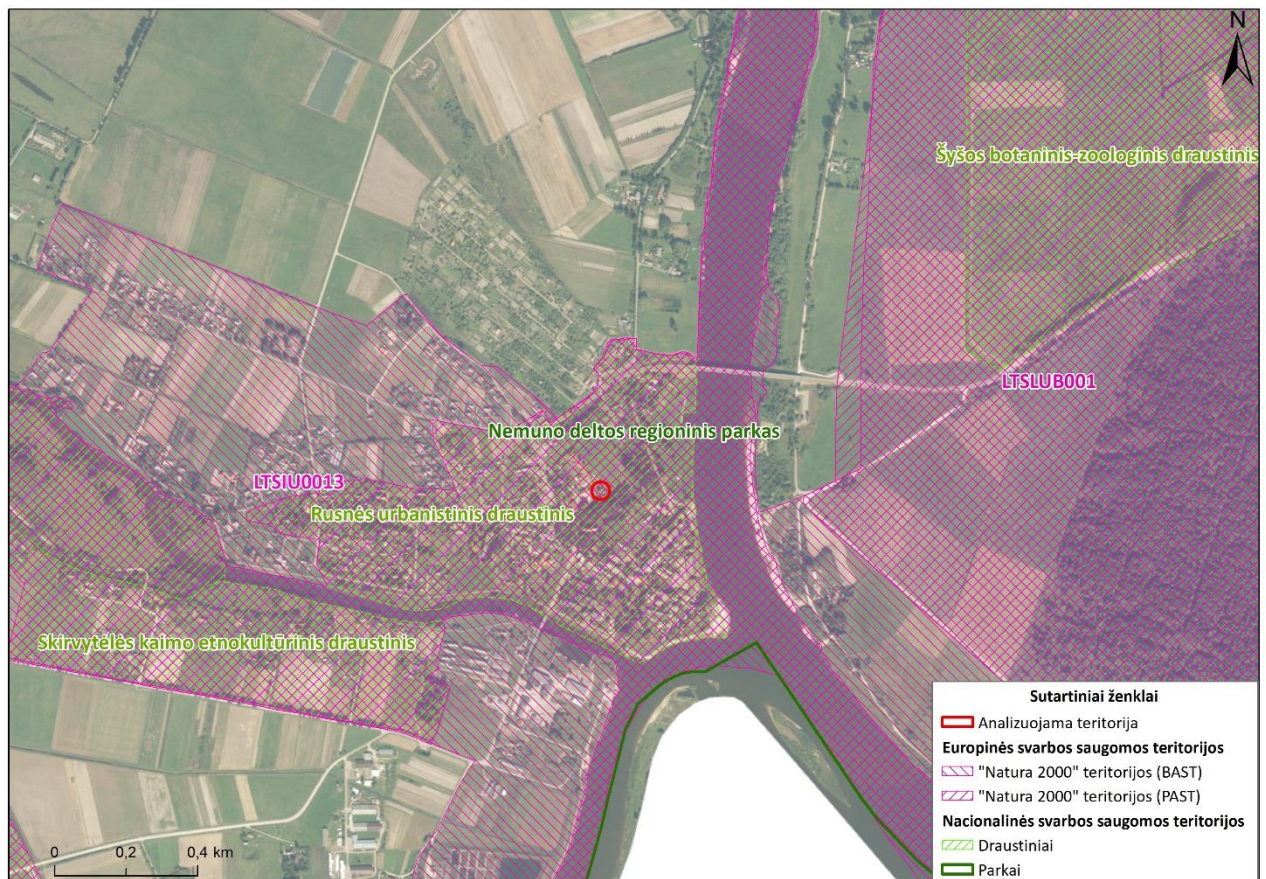 N
Šyšos botaninis-zoologinis draustinis
LTSLUB001
Nemuno deltos regioninis parkas
LTSIU0013
Rusnės urbanistinis draustinis
Skirvytėlės kaimo etnokultūrinis draustinis
Sutartiniai ženklai
Analizuojama teritorija
Europinės svarbos saugomos teritorijos
"Natura 2000" teritorijos (BAST)
"Natura 2000" teritorijos (PAST)
Nacionalinės svarbos saugomos teritorijos
Draustiniai
Parkai
0 0,2 0,4 km